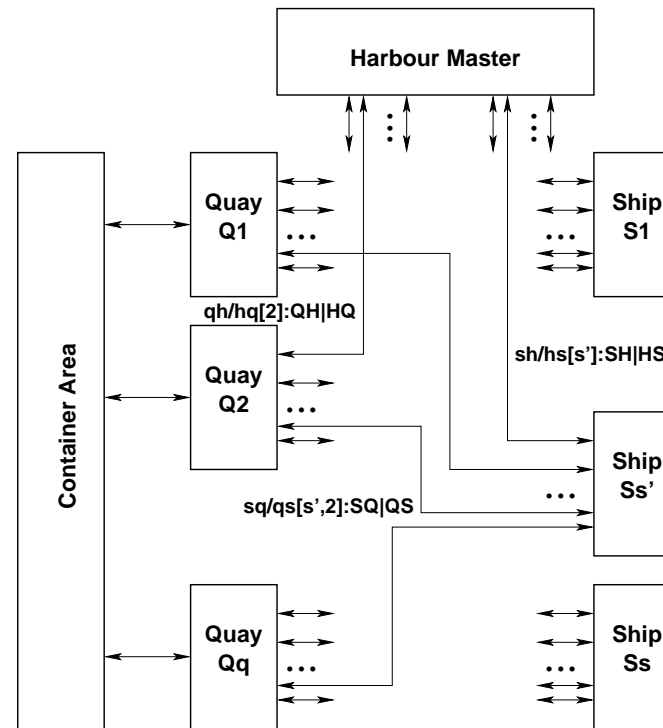 Harbour Master
Quay
Q1
Ship
S1
qh/hq[2]:QH|HQ
sh/hs[s']:SH|HS
Quay
Q2
Container Area
Ship
Ss'
sq/qs[s',2]:SQ|QS
Quay
Qq
Ship
Ss